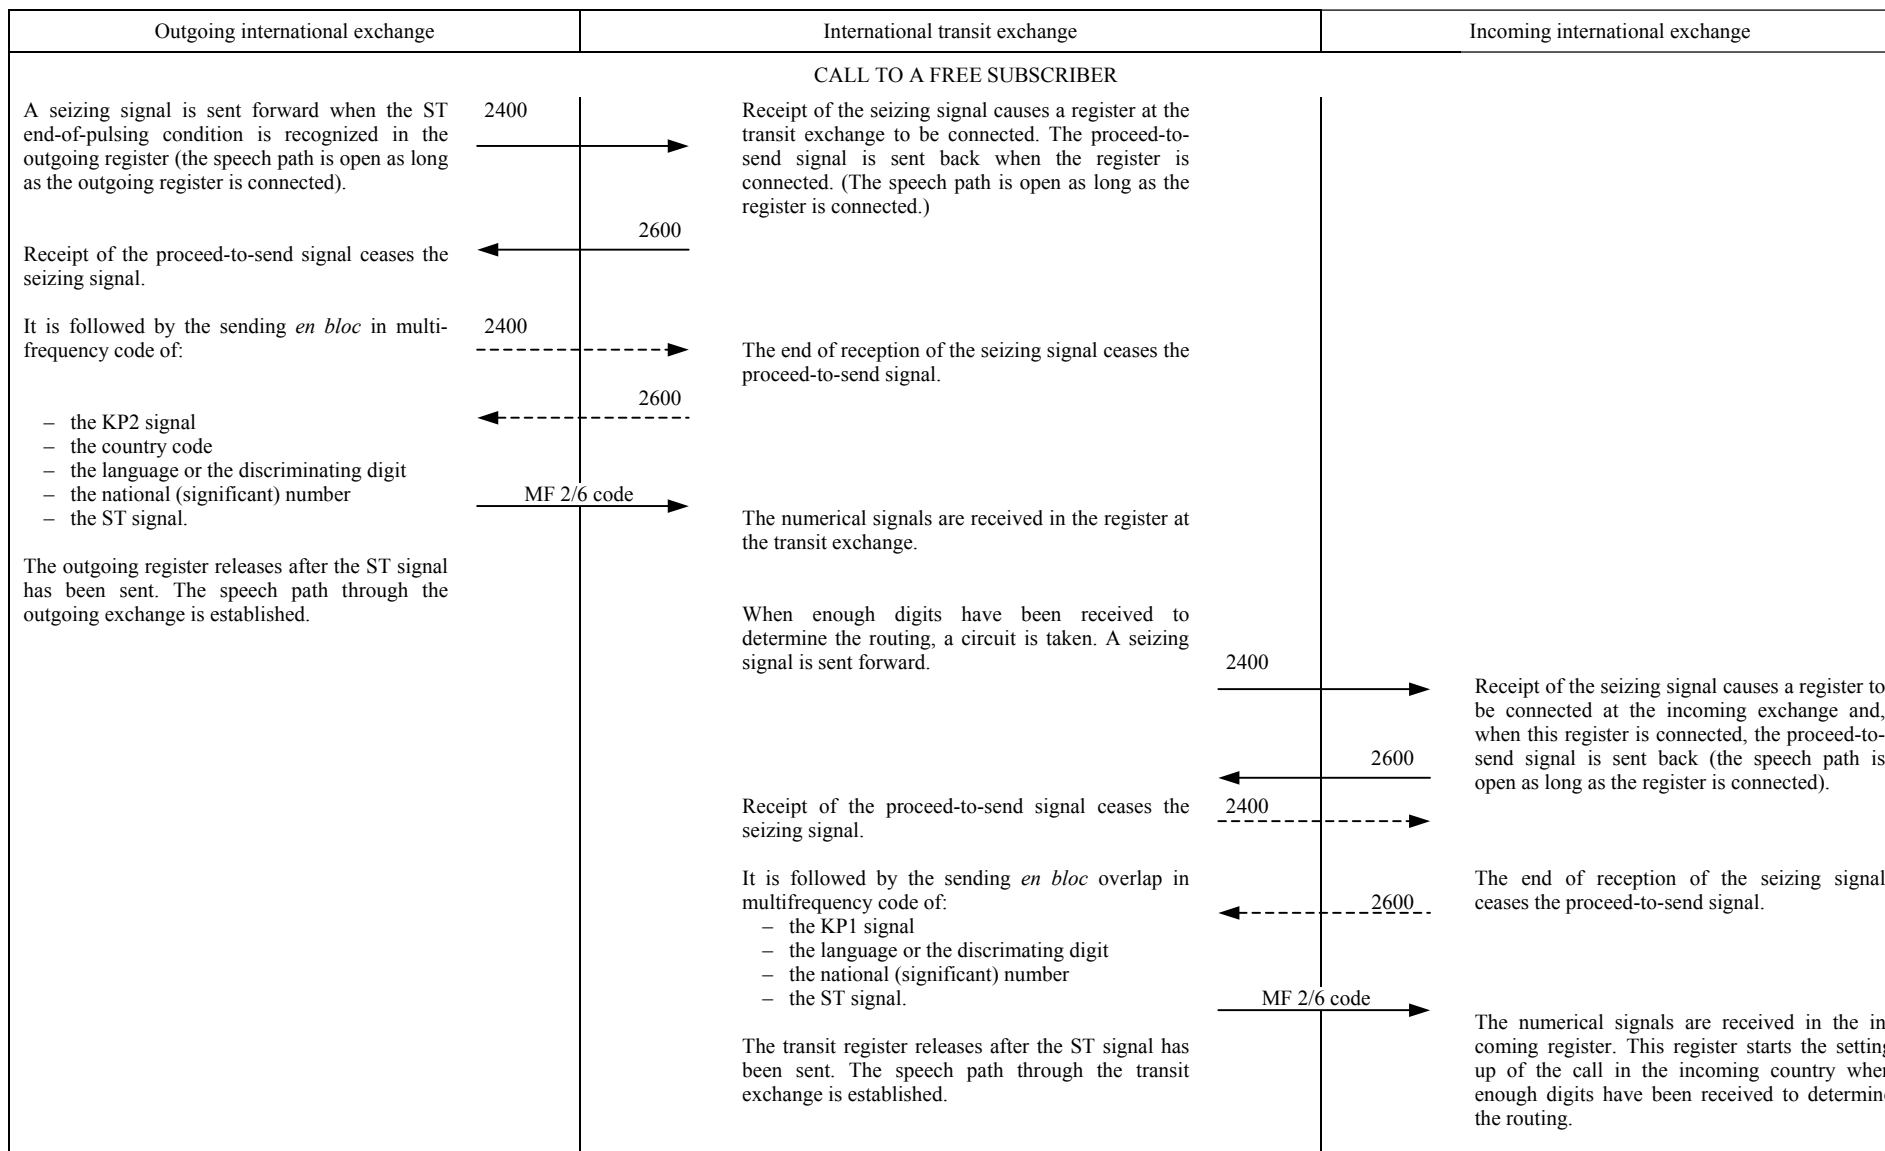 Outgoing international exchange
International transit exchange
Incoming international exchange
CALL TO A FREE SUBSCRIBER
A seizing signal is sent forward when the ST
end-of-pulsing condition is recognized in the
outgoing register (the speech path is open as long
as the outgoing register is connected).
2400
Receipt of the seizing signal causes a register at the
transit exchange to be connected. The proceed-to-
send signal is sent back when the register is
connected. (The speech path is open as long as the
register is connected.)
2600
Receipt of the proceed-to-send signal ceases the
seizing signal.
It is followed by the sending en bloc in multi-
frequency code of:
2400
The end of reception of the seizing signal ceases the
proceed-to-send signal.
2600
– the KP2 signal
– the country code
– the language or the discriminating digit
– the national (significant) number
– the ST signal.
MF 2/6 code
The numerical signals are received in the register at
the transit exchange.
The outgoing register releases after the ST signal
has been sent. The speech path through the
outgoing exchange is established.
When enough digits have been received to
determine the routing, a circuit is taken. A seizing
signal is sent forward.
2400
Receipt of the seizing signal causes a register to
be connected at the incoming exchange and,
when this register is connected, the proceed-to-
send signal is sent back (the speech path is
open as long as the register is connected).
2600
Receipt of the proceed-to-send signal ceases the
seizing signal.
2400
It is followed by the sending en bloc overlap in
multifrequency code of:
– the KP1 signal
– the language or the discrimating digit
– the national (significant) number
– the ST signal.
The end of reception of the seizing signal
ceases the proceed-to-send signal.
2600
MF 2/6 code
The transit register releases after the ST signal has
been sent. The speech path through the transit
exchange is established.
The numerical signals are received in the in
coming register. This register starts the setting
up of the call in the incoming country when
enough digits have been received to determine
the routing.